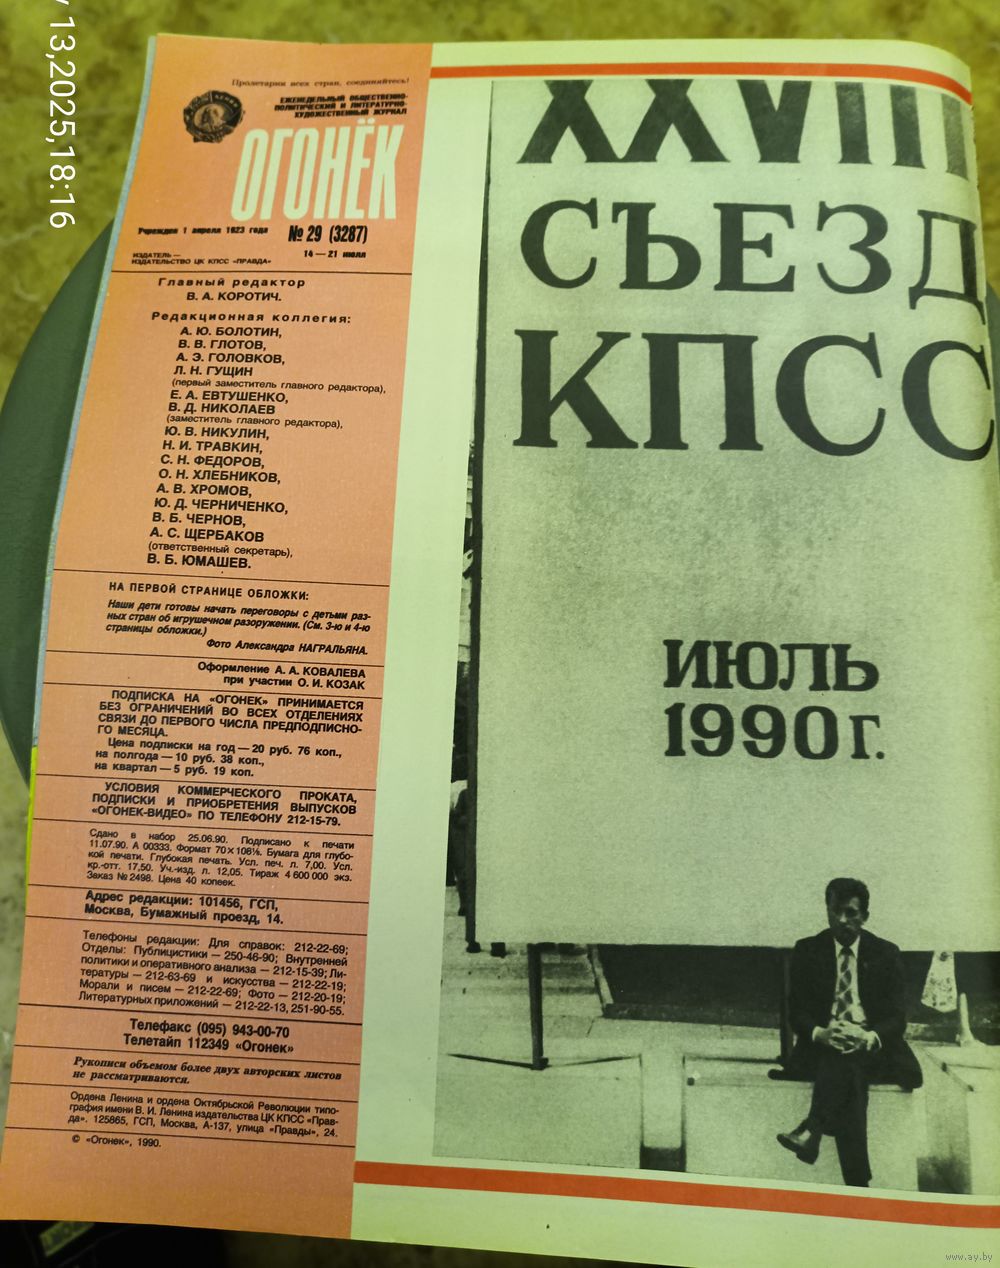 13,2025,18:16
Пролетарии всех стран, соединяйтесь!
ЕЖЕНЕДЕЛЬНЫЙ ОБЩЕСТВЕННО-
ПОЛИТИЧЕСКИЙ И ЛИТЕРАТУРНО-
ХУДОЖЕСТВЕННЫЙ ЖУРНАЛ
ОГОНЁК
Учрежден 1 апреля 1923 года
№ 29 (3287)
ИЗДАТЕЛЬ —
ИЗДАТЕЛЬСТВО ЦК КПСС «ПРАВДА»
14 — 21 июля
Главный редактор
В. А. КОРОТИЧ.
Редакционная коллегия:
А. Ю. БОЛОТИН,
В. В. ГЛОТОВ,
А. Э. ГОЛОВКОВ,
Л. Н. ГУЩИН
(первый заместитель главного редактора),
Е. А. ЕВТУШЕНКО,
В. Д. НИКОЛАЕВ
(заместитель главного редактора),
Ю. В. НИКУЛИН,
Н. И. ТРАВКИН,
С. Н. ФЕДОРОВ,
О. Н. ХЛЕБНИКОВ,
А. В. ХРОМОВ,
Ю. Д. ЧЕРНИЧЕНКО,
В. Б. ЧЕРНОВ,
А. С. ЩЕРБАКОВ
(ответственный секретарь),
В. Б. ЮМАШЕВ.
НА ПЕРВОЙ СТРАНИЦЕ ОБЛОЖКИ:
Наши дети готовы начать переговоры с детьми раз-
ных стран об игрушечном разоружении. (См. 3-ю и 4-ю
страницы обложки.)
Фото Александра НАГРАЛЬЯНА.
Оформление А. А. КОВАЛЕВА
при участии О. И. КОЗАК
ПОДПИСКА НА «ОГОНЕК» ПРИНИМАЕТСЯ
БЕЗ ОГРАНИЧЕНИЙ ВО ВСЕХ ОТДЕЛЕНИЯХ
СВЯЗИ ДО ПЕРВОГО ЧИСЛА ПРЕДПОДПИСНО-
ГО МЕСЯЦА.
Цена подписки на год — 20 руб. 76 коп.,
на полгода — 10 руб. 38 коп.,
на квартал — 5 руб. 19 коп.
УСЛОВИЯ КОММЕРЧЕСКОГО ПРОКАТА,
ПОДПИСКИ И ПРИОБРЕТЕНИЯ ВЫПУСКОВ
«ОГОНЕК-ВИДЕО» ПО ТЕЛЕФОНУ 212-15-79.
Сдано в набор 25.06.90. Подписано к печати
11.07.90. А 00333. Формат 70×108⅛. Бумага для глубо-
кой печати. Глубокая печать. Усл. печ. л. 7,00. Усл.
кр.-отт. 17,50. Уч.-изд. л. 12,05. Тираж 4 600 000 экз.
Заказ № 2498. Цена 40 копеек.
Адрес редакции: 101456, ГСП,
Москва, Бумажный проезд, 14.
Телефоны редакции: Для справок: 212-22-69;
Отделы: Публицистики — 250-46-90; Внутренней
политики и оперативного анализа — 212-15-39; Ли-
тературы — 212-63-69 и искусства — 212-22-19;
Морали и писем — 212-22-69; Фото — 212-20-19;
Литературных приложений — 212-22-13, 251-90-55.
Телефакс (095) 943-00-70
Телетайп 112349 «Огонек»
Рукописи объемом более двух авторских листов
не рассматриваются.
Ордена Ленина и ордена Октябрьской Революции типо-
графия имени В. И. Ленина издательства ЦК КПСС «Прав-
да». 125865, ГСП, Москва, А-137, улица «Правды», 24.
© «Огонек», 1990.
XXVIII
СЪЕЗД
КПСС
ИЮЛЬ
1990 г.
www.ay.by